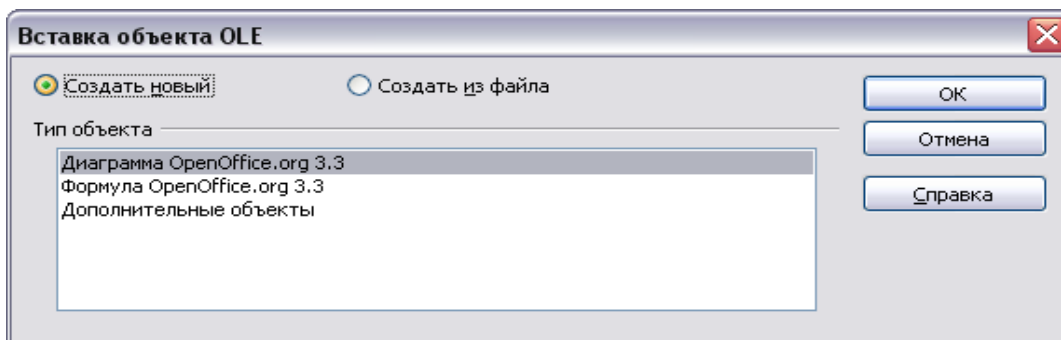 Вставка объекта OLE
Создать новый Создать из файла
ОК
Тип объекта
Отмена
Диаграмма OpenOffice.org 3.3
Формула OpenOffice.org 3.3
Справка
Дополнительные объекты